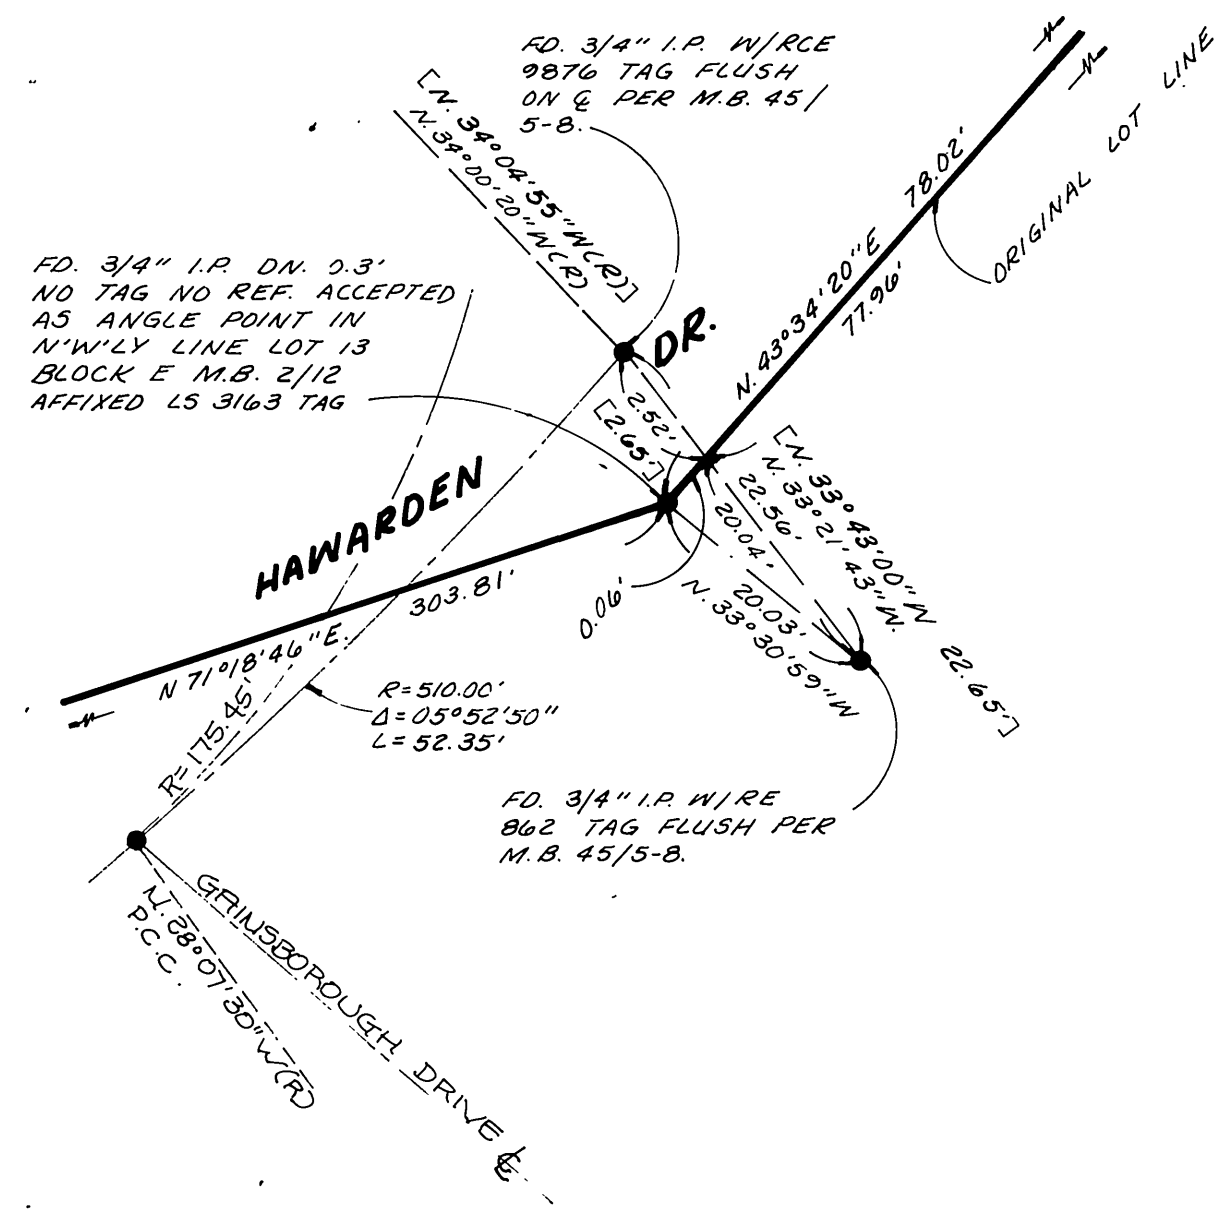 FD. 3/4" I.P. W/RCE
9876 TAG FLUSH
ON ℄ PER M.B. 45/
5-8.
[N. 34°04'55"W(R)]
N. 34°00'20"W(R)
FD. 3/4" I.P. DN. 0.3'
NO TAG NO REF. ACCEPTED
AS ANGLE POINT IN
N'W'LY LINE LOT 13
BLOCK E M.B. 2/12
AFFIXED LS 3163 TAG
ORIGINAL LOT LINE
78.02'
N. 43°34'20"E
77.96'
HAWARDEN DR.
2.52'
[2.65']
[N. 33°43'00"W 22.65']
N. 33°21'43"W.
22.56'
20.04'
20.03'
N. 33°30'59"W
0.06'
303.81'
N 71°18'46"E.
R=175.45'
R=510.00'
Δ=05°52'50"
L=52.35'
FD. 3/4" I.P. W/RE
862 TAG FLUSH PER
M.B. 45/5-8.
GAINSBOROUGH DRIVE ℄
N. 28°07'30"W(R)
P.C.C.